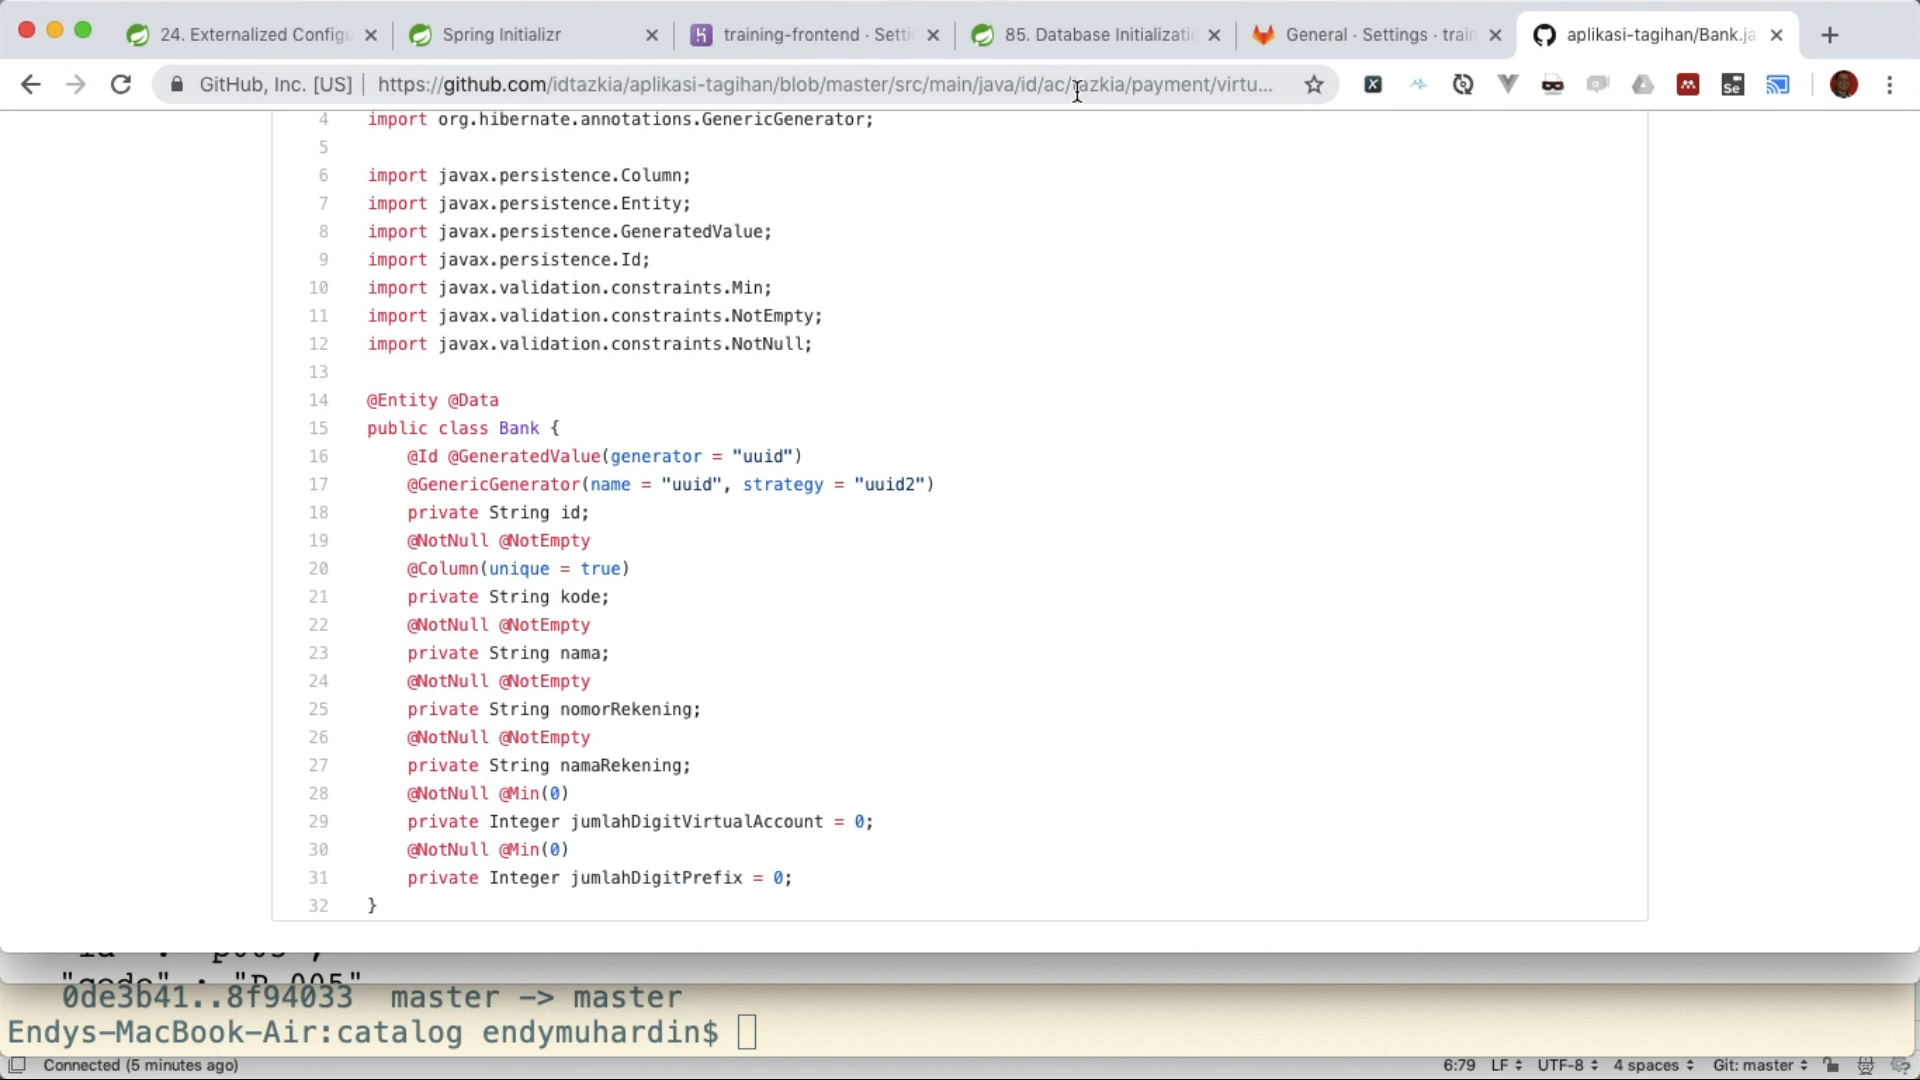 24. Externalized Configu
Spring Initializr
training-frontend · Setti
85. Database Initializati
General · Settings · train
aplikasi-tagihan/Bank.ja
GitHub, Inc. [US]
https://github.com/idtazkia/aplikasi-tagihan/blob/master/src/main/java/id/ac/tazkia/payment/virtu...
4 import org.hibernate.annotations.GenericGenerator;
5
6 import javax.persistence.Column;
7 import javax.persistence.Entity;
8 import javax.persistence.GeneratedValue;
9 import javax.persistence.Id;
10 import javax.validation.constraints.Min;
11 import javax.validation.constraints.NotEmpty;
12 import javax.validation.constraints.NotNull;
13
14 @Entity @Data
15 public class Bank {
16 @Id @GeneratedValue(generator = "uuid")
17 @GenericGenerator(name = "uuid", strategy = "uuid2")
18 private String id;
19 @NotNull @NotEmpty
20 @Column(unique = true)
21 private String kode;
22 @NotNull @NotEmpty
23 private String nama;
24 @NotNull @NotEmpty
25 private String nomorRekening;
26 @NotNull @NotEmpty
27 private String namaRekening;
28 @NotNull @Min(0)
29 private Integer jumlahDigitVirtualAccount = 0;
30 @NotNull @Min(0)
31 private Integer jumlahDigitPrefix = 0;
32 }
"code" : "P-005"
0de3b41..8f94033 master -> master
Endys-MacBook-Air:catalog endymuhardin$
Connected (5 minutes ago)
6:79 LF UTF-8 4 spaces Git: master